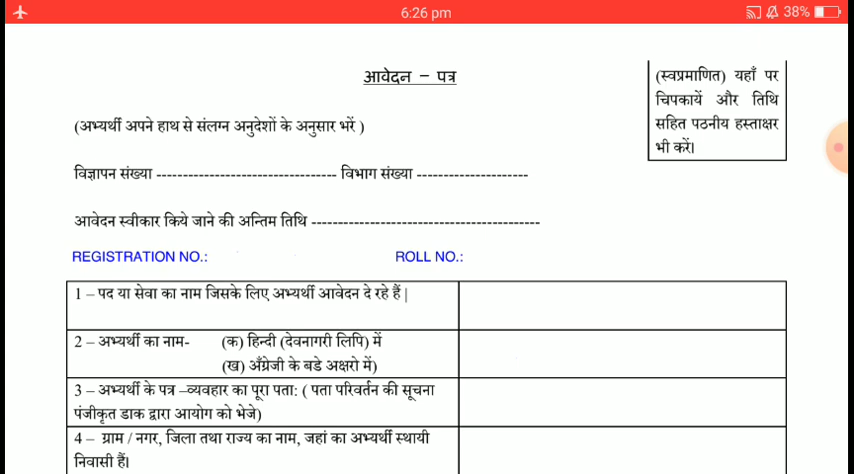 6:26 pm
38%
आवेदन – पत्र
(स्वप्रमाणित) यहाँ पर
चिपकायें और तिथि
सहित पठनीय हस्ताक्षर
भी करें।
(अभ्यर्थी अपने हाथ से संलग्न अनुदेशों के अनुसार भरें )
विज्ञापन संख्या ---------------------------------- विभाग संख्या ---------------------
आवेदन स्वीकार किये जाने की अन्तिम तिथि -------------------------------------------
REGISTRATION NO.: ROLL NO.:
1 – पद या सेवा का नाम जिसके लिए अभ्यर्थी आवेदन दे रहे हैं |
2 – अभ्यर्थी का नाम- (क) हिन्दी (देवनागरी लिपि) में
(ख) अँग्रेजी के बडे अक्षरो में)
3 – अभ्यर्थी के पत्र –व्यवहार का पूरा पता: ( पता परिवर्तन की सूचना
पंजीकृत डाक द्वारा आयोग को भेजे)
4 – ग्राम / नगर, जिला तथा राज्य का नाम, जहां का अभ्यर्थी स्थायी
निवासी हैं।